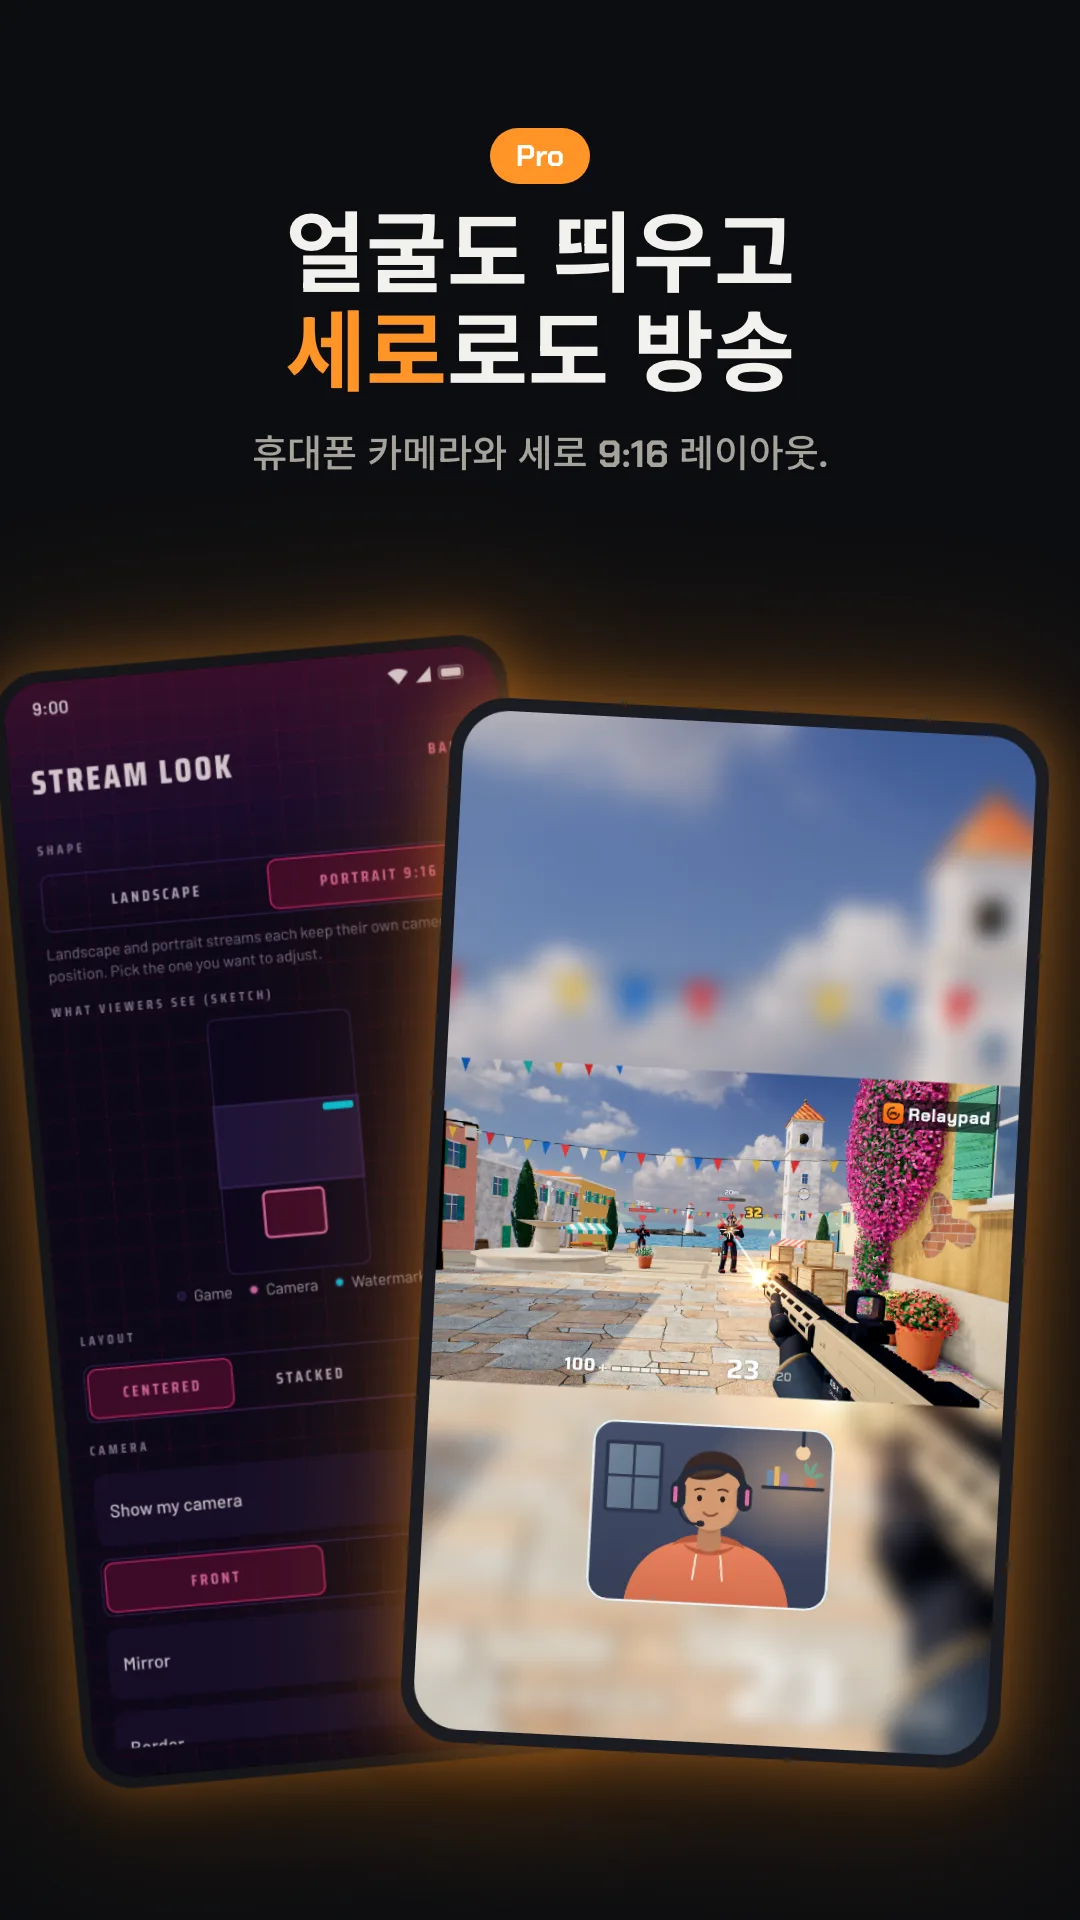 Pro
얼굴도 띄우고
세로로도 방송
휴대폰 카메라와 세로 9:16 레이아웃.
9:00
STREAM LOOK
SHAPE
LANDSCAPE
PORTRAIT 9:16
Landscape and portrait streams each keep their own
position. Pick the one you want to adjust.
WHAT VIEWERS SEE (SKETCH)
Game
Camera
Watermark
LAYOUT
CENTERED
STACKED
CAMERA
Show my camera
FRONT
Mirror
Border
Relaypad
32
100
23
20